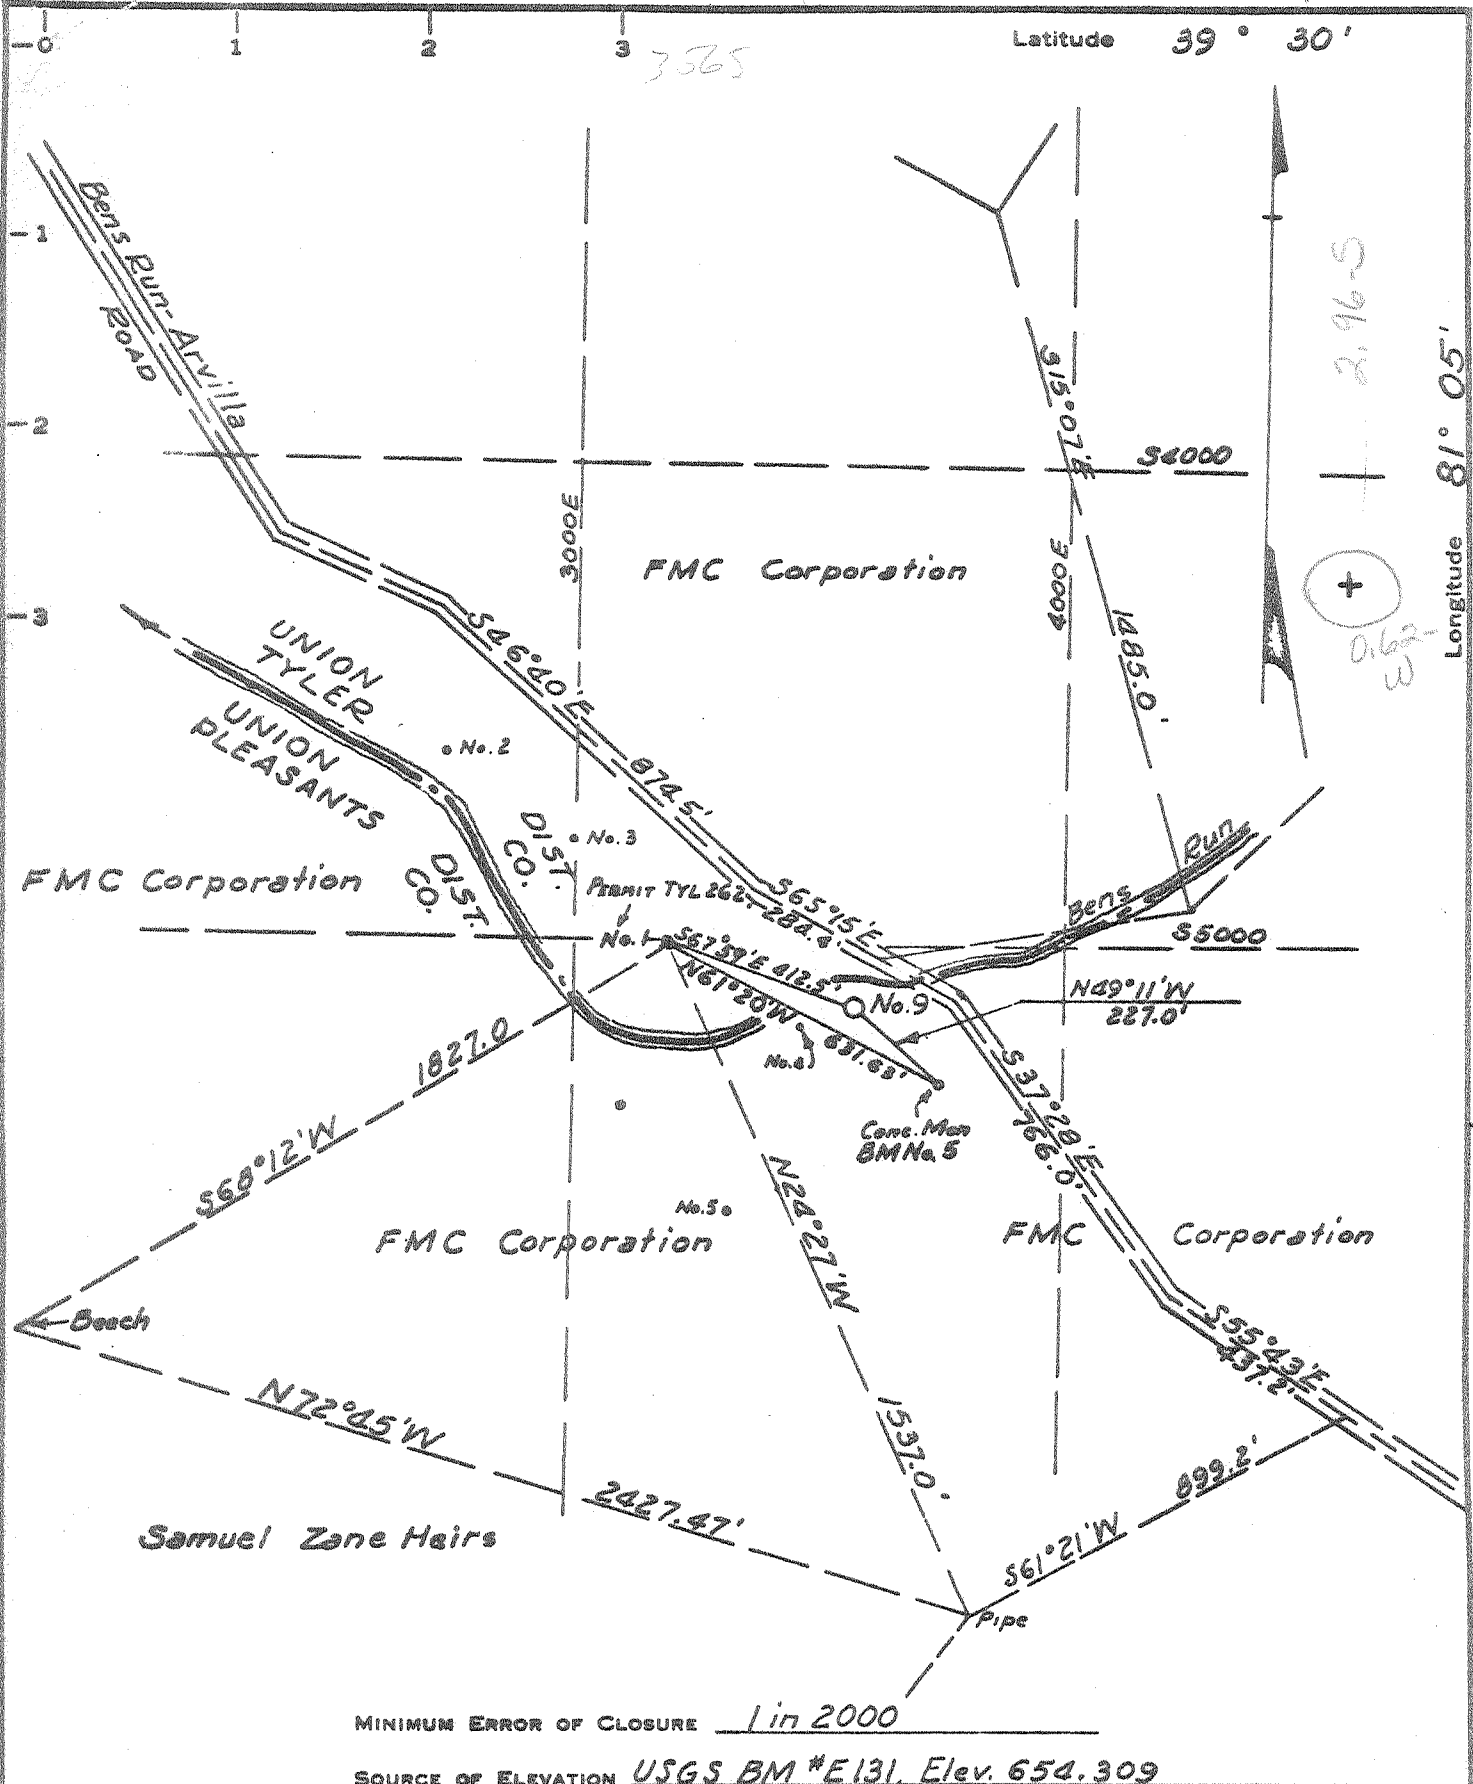 0 1 2 3
3565
Latitude 39° 30'
1
2
3
Bens Run-Arvilla
ROAD
2.96-S
Longitude 81° 05'
S15°07'E
S4000
3000E
4000E
FMC Corporation
1485.0'
0.62-
W
S46°40'E
874.5'
UNION
TYLER
UNION
PLEASANTS
No. 2
No. 3
DIST.
CO.
DIST.
CO.
FMC Corporation
PERMIT TYL 262
No. 1
S65°15'E
284.4
Bens Run
S5000
S67°59'E 412.5'
N61°20'W
631.63'
No. 9
N49°11'W
227.0'
No. 4
Conc. Mon
BM No. 5
S37°28'E
766.0'
1827.0
S68°12'W
N24°27'W
1537.0'
No. 5
FMC Corporation
FMC Corporation
Beech
S55°43'E
437.2'
N72°45'W
2427.47'
899.2'
S61°21'W
Samuel Zane Heirs
Pipe
MINIMUM ERROR OF CLOSURE 1 in 2000
SOURCE OF ELEVATION USGS BM #E131, Elev. 654.309